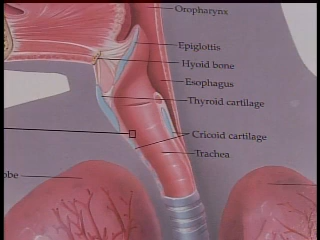 Oropharynx
Epiglottis
Hyoid bone
Esophagus
Thyroid cartilage
Cricoid cartilage
Trachea
obe